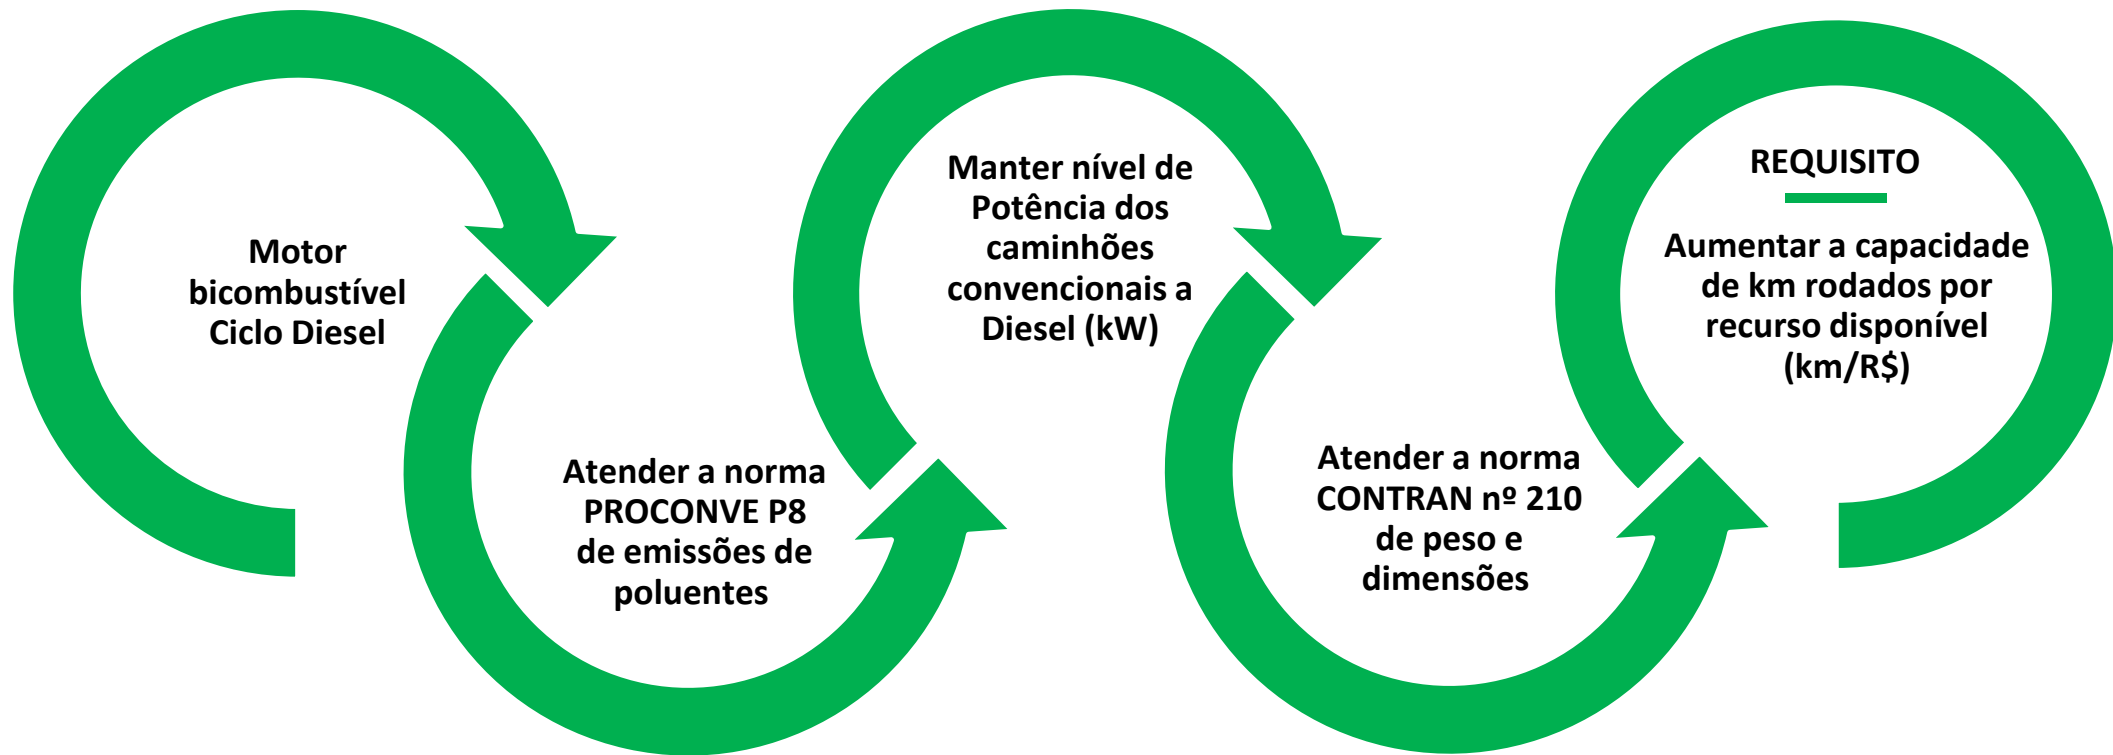 Motor
bicombustível
Ciclo Diesel
Atender a norma
PROCONVE P8
de emissões de
poluentes
Manter nível de
Potência dos
caminhões
convencionais a
Diesel (kW)
Atender a norma
CONTRAN nº 210
de peso e
dimensões
REQUISITO
Aumentar a capacidade
de km rodados por
recurso disponível
(km/R$)